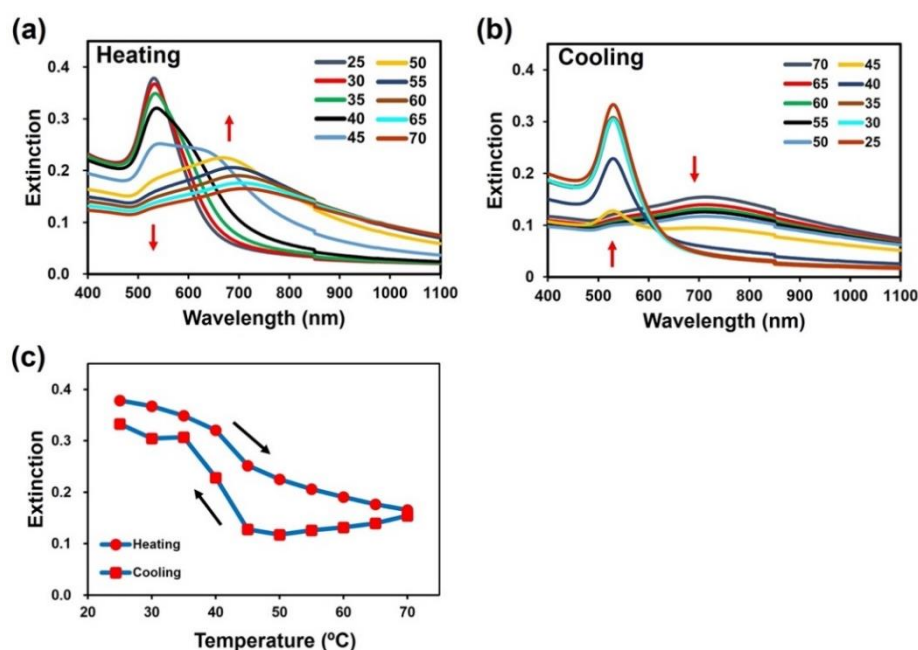 (a)
Heating
25 50
30 55
35 60
40 65
45 70
Extinction
0.4
0.3
0.2
0.1
0.0
400 500 600 700 800 900 1000 1100
Wavelength (nm)
(b)
Cooling
70 45
65 40
60 35
55 30
50 25
Extinction
0.4
0.3
0.2
0.1
0
400 500 600 700 800 900 1000 1100
Wavelength (nm)
(c)
Extinction
0.4
0.3
0.2
0.1
0.0
Heating
Cooling
20 30 40 50 60 70
Temperature (ºC)